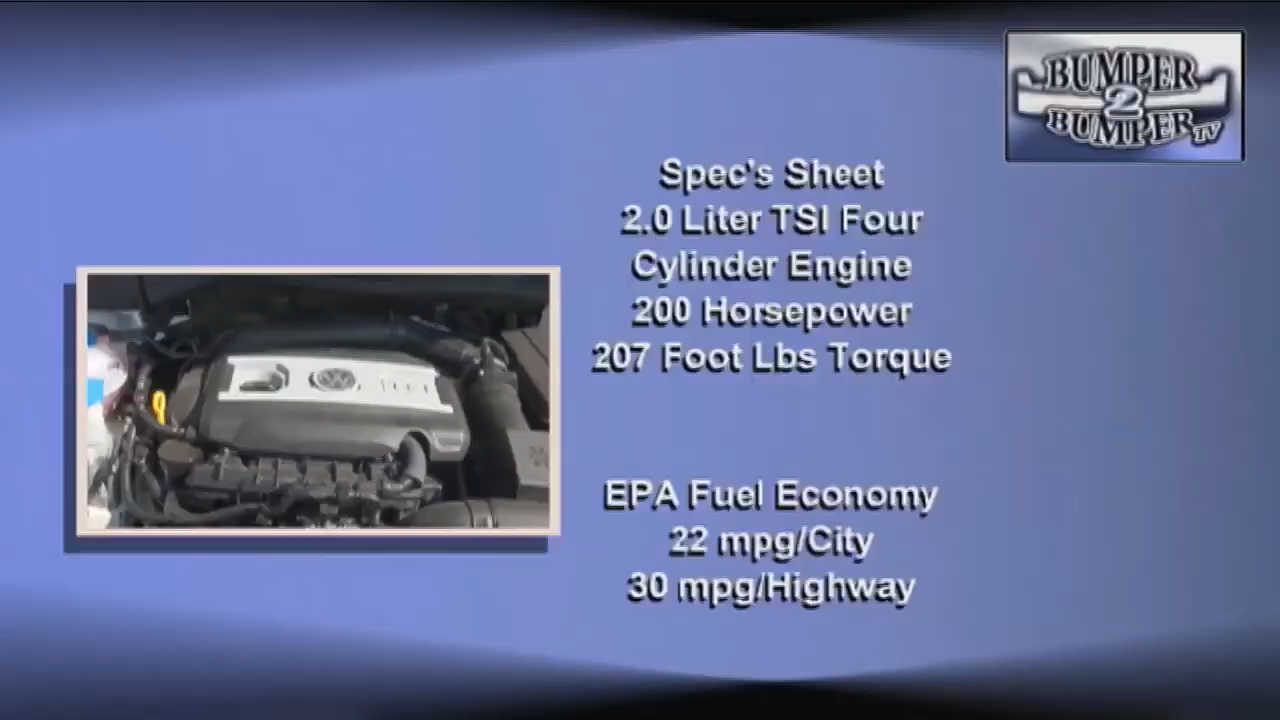 BUMPER
2
BUMPER TV
Spec's Sheet
2.0 Liter TSI Four
Cylinder Engine
200 Horsepower
207 Foot Lbs Torque
EPA Fuel Economy
22 mpg/City
30 mpg/Highway